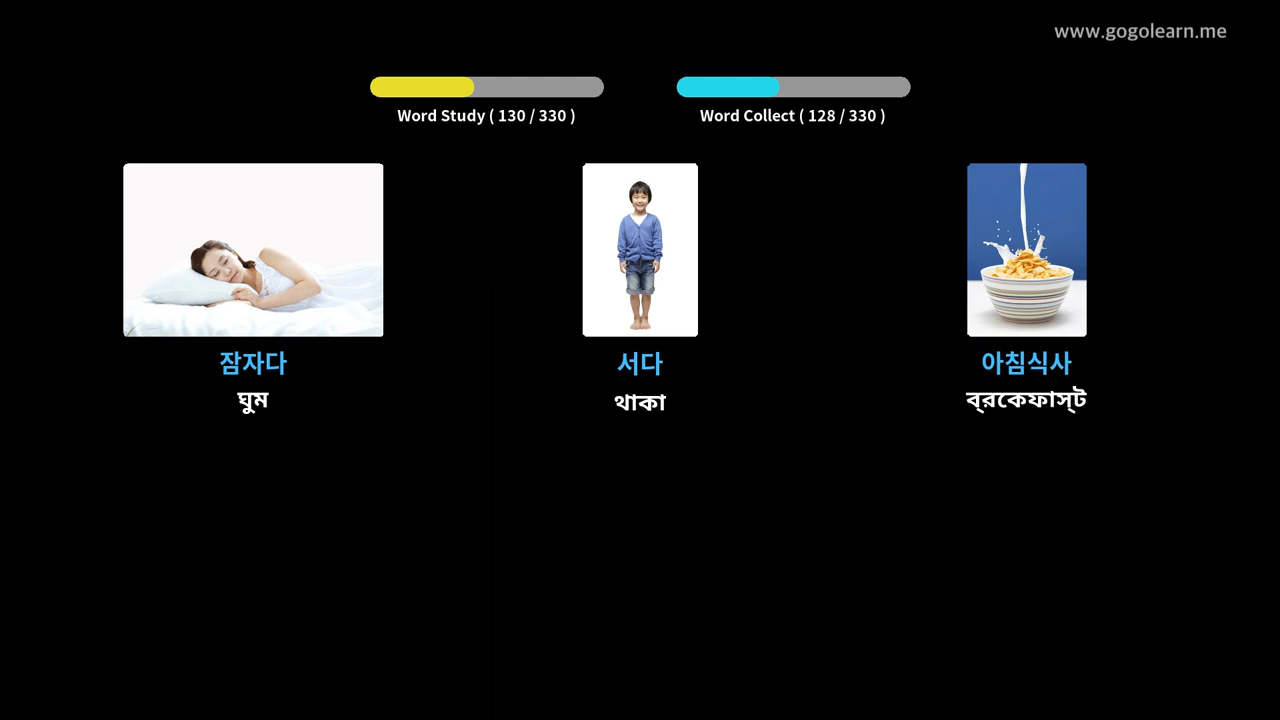 www.gogolearn.me
Word Study ( 130 / 330 )
Word Collect ( 128 / 330 )
잠자다
서다
아침식사
ঘুম
থাকা
ব্রকেফাস্ট